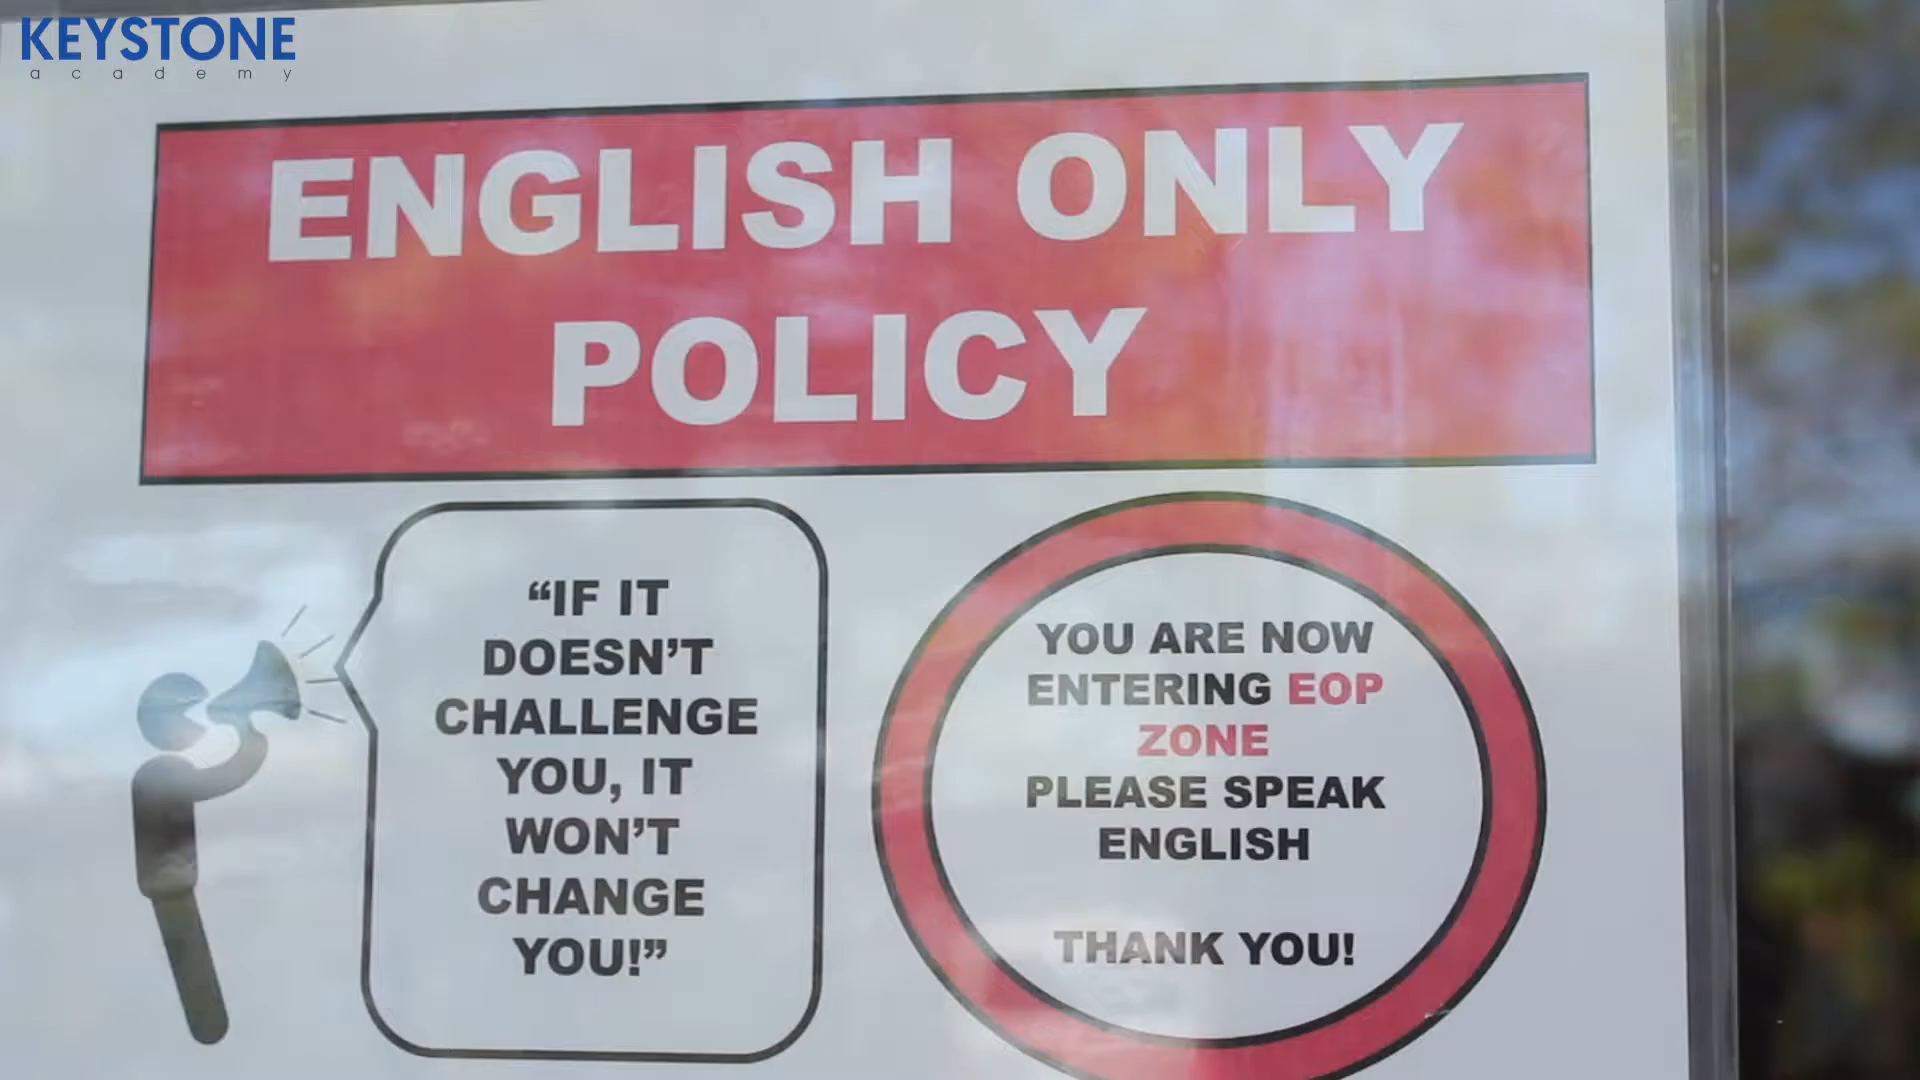 KEYSTONE
academy
ENGLISH ONLY
POLICY
“IF IT
DOESN’T
CHALLENGE
YOU, IT
WON’T
CHANGE
YOU!”
YOU ARE NOW
ENTERING EOP
ZONE
PLEASE SPEAK
ENGLISH
THANK YOU!